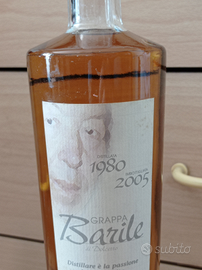 1980
2005
GRAPPA
Barile
Distillare è la passione
subito